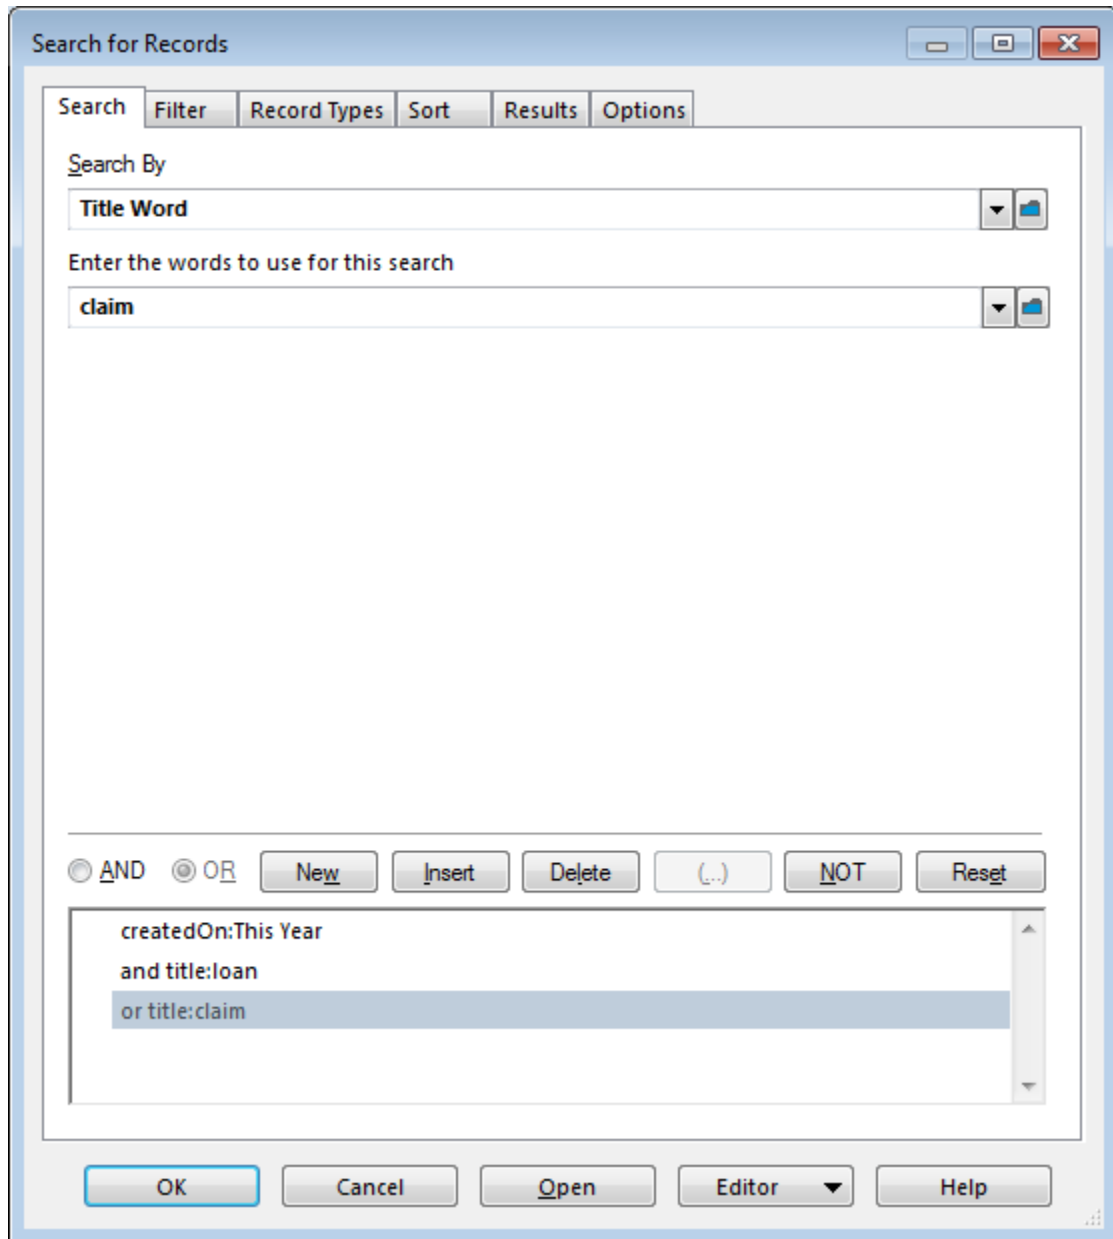 Search for Records
Search Filter Record Types Sort Results Options
Search By
Title Word
Enter the words to use for this search
claim
AND OR New Insert Delete (...) NOT Reset
createdOn:This Year
and title:loan
or title:claim
OK Cancel Open Editor Help